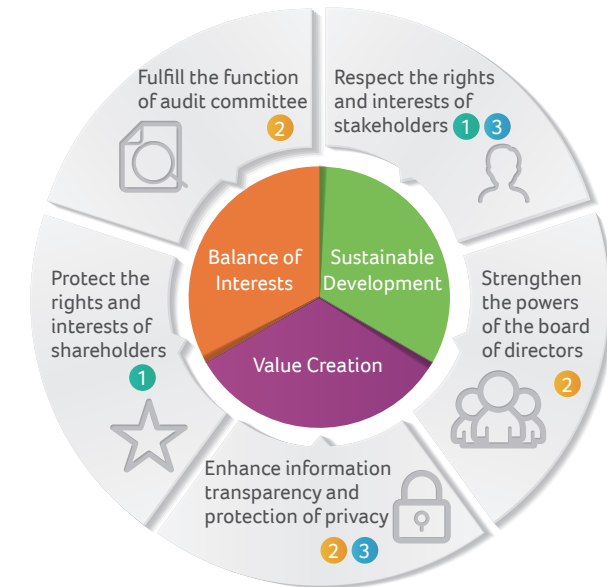 Fulfill the function
of audit committee
2
Respect the rights
and interests of
stakeholders 1 3
Balance of
Interests
Sustainable
Development
Value Creation
Protect the
rights and
interests of
shareholders
1
Strengthen
the powers
of the board
of directors
2
Enhance information
transparency and
protection of privacy
2 3